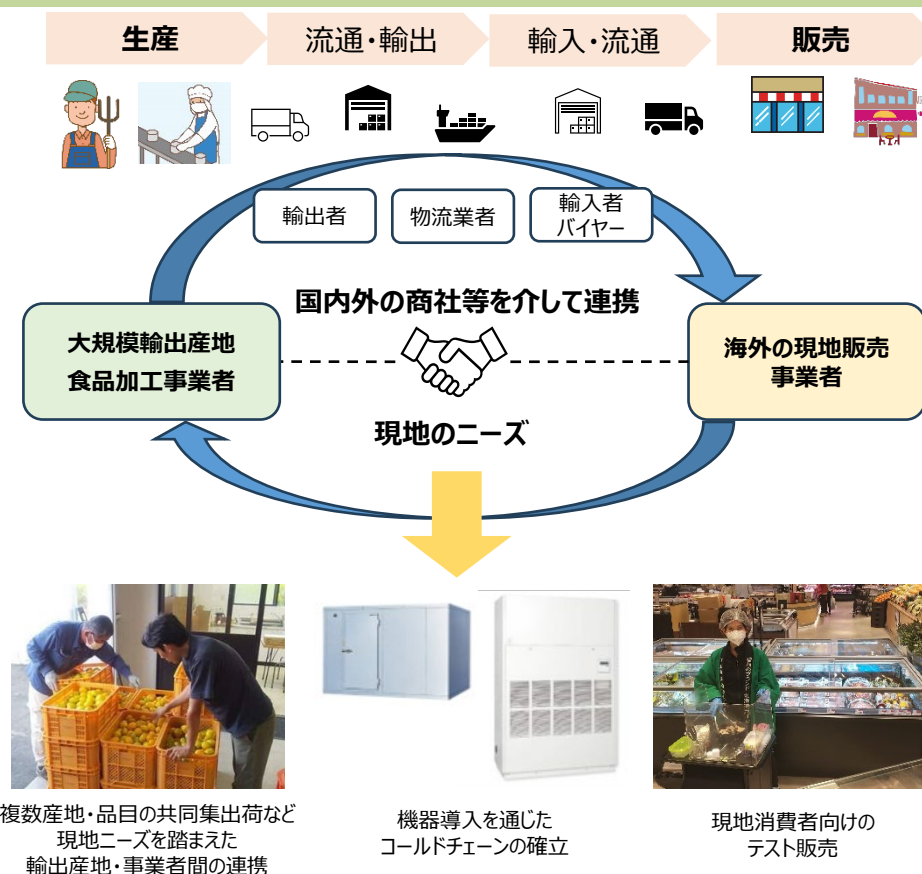 生産
流通・輸出
輸入・流通
販売
輸出者
物流業者
輸入者
バイヤー
国内外の商社等を介して連携
大規模輸出産地
食品加工事業者
海外の現地販売
事業者
現地のニーズ
複数産地・品目の共同集出荷など
現地ニーズを踏まえた
輸出産地・事業者間の連携
機器導入を通じた
コールドチェーンの確立
現地消費者向けの
テスト販売